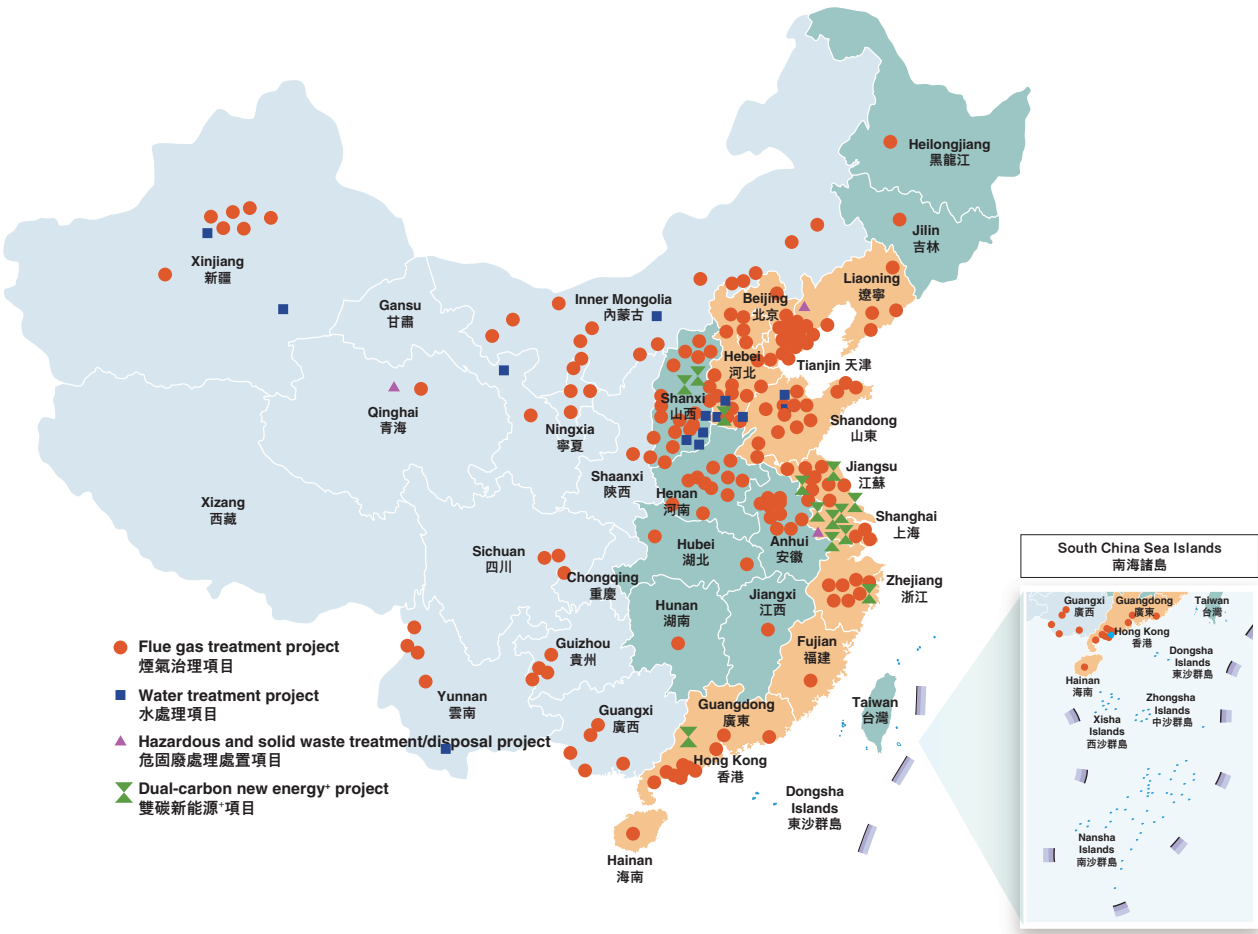 Heilongjiang
黑龍江
Jilin
吉林
Liaoning
遼寧
Xinjiang
新疆
Gansu
甘肅
Inner Mongolia
內蒙古
Beijing
北京
Tianjin 天津
Hebei
河北
Shanxi
山西
Shandong
山東
Qinghai
青海
Ningxia
寧夏
Shaanxi
陝西
Henan
河南
Jiangsu
江蘇
Xizang
西藏
Shanghai
上海
Anhui
安徽
Hubei
湖北
Sichuan
四川
Chongqing
重慶
Zhejiang
浙江
Hunan
湖南
Jiangxi
江西
Guizhou
貴州
Fujian
福建
Yunnan
雲南
Guangxi
廣西
Guangdong
廣東
Taiwan
台灣
Hong Kong
香港
Dongsha
Islands
東沙群島
Hainan
海南
Flue gas treatment project
煙氣治理項目
Water treatment project
水處理項目
Hazardous and solid waste treatment/disposal project
危固廢處理處置項目
Dual-carbon new energy⁺ project
雙碳新能源⁺項目
South China Sea Islands
南海諸島
Guangxi
廣西
Guangdong
廣東
Taiwan
台灣
Hong Kong
香港
Dongsha
Islands
東沙群島
Hainan
海南
Zhongsha
Islands
中沙群島
Xisha
Islands
西沙群島
Nansha
Islands
南沙群島